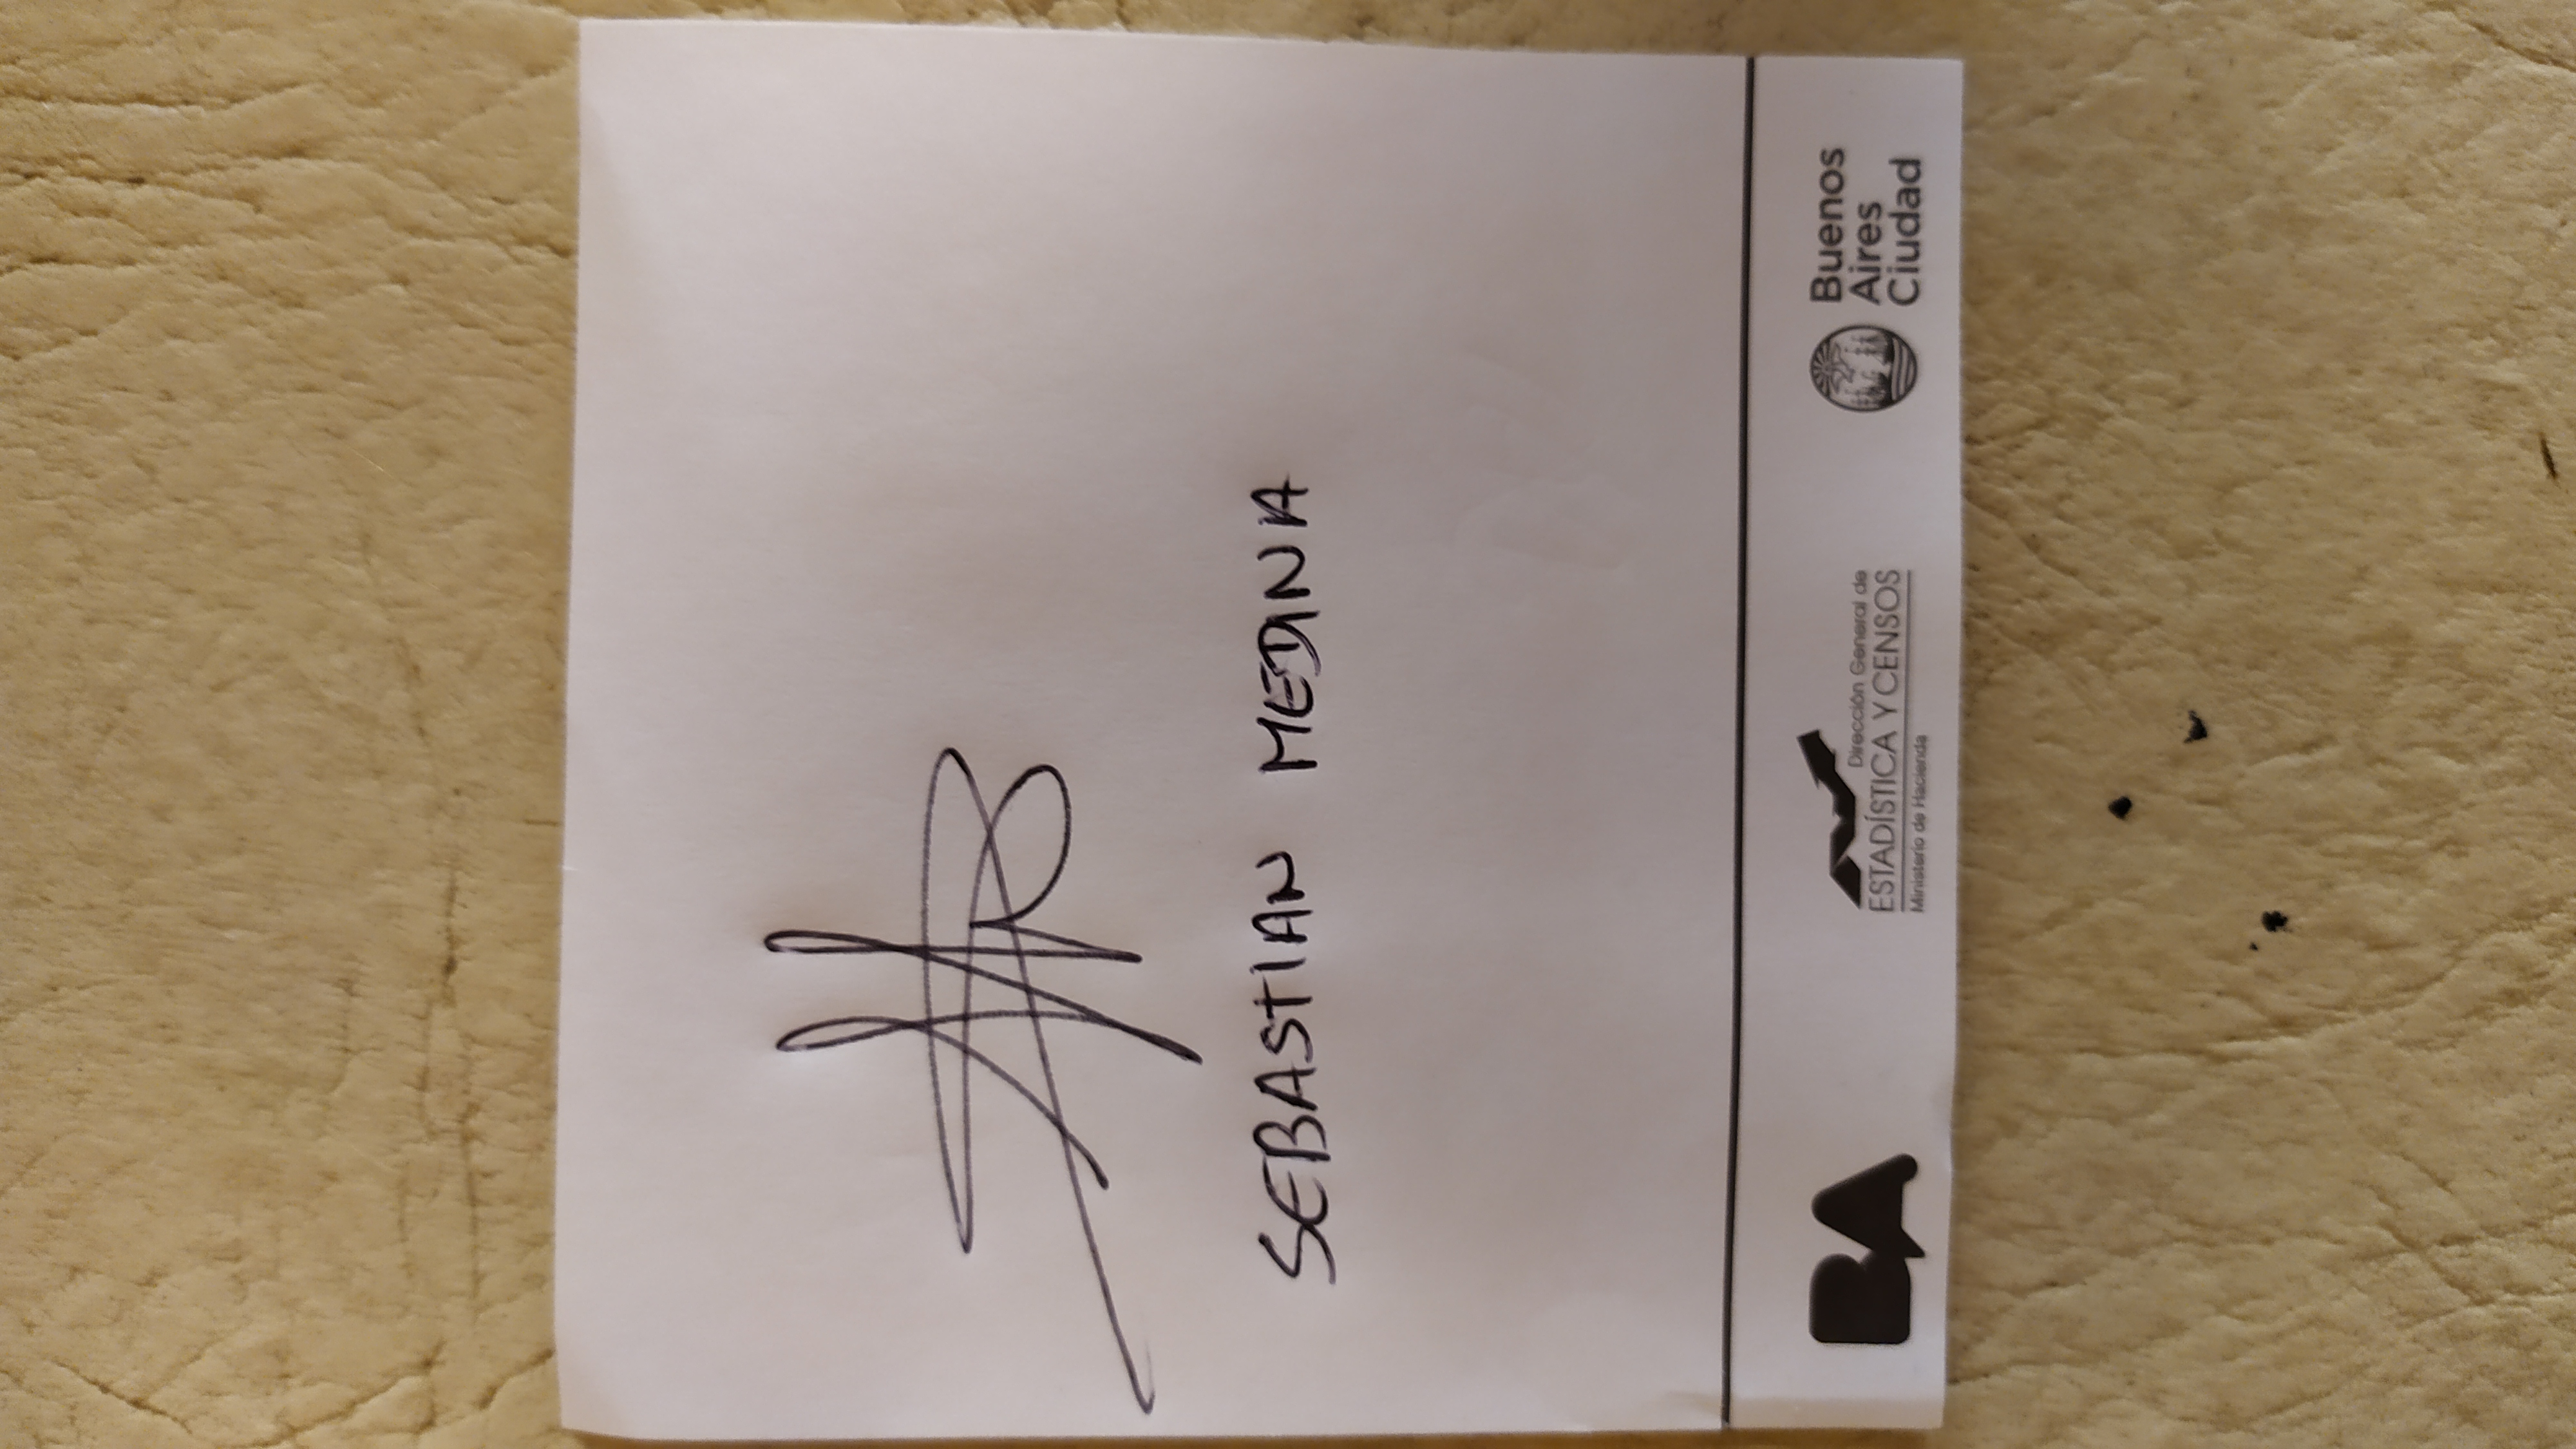 SEBASTIAN MEDINA
BA
Dirección General de
ESTADÍSTICA Y CENSOS
Ministerio de Hacienda
Buenos
Aires
Ciudad